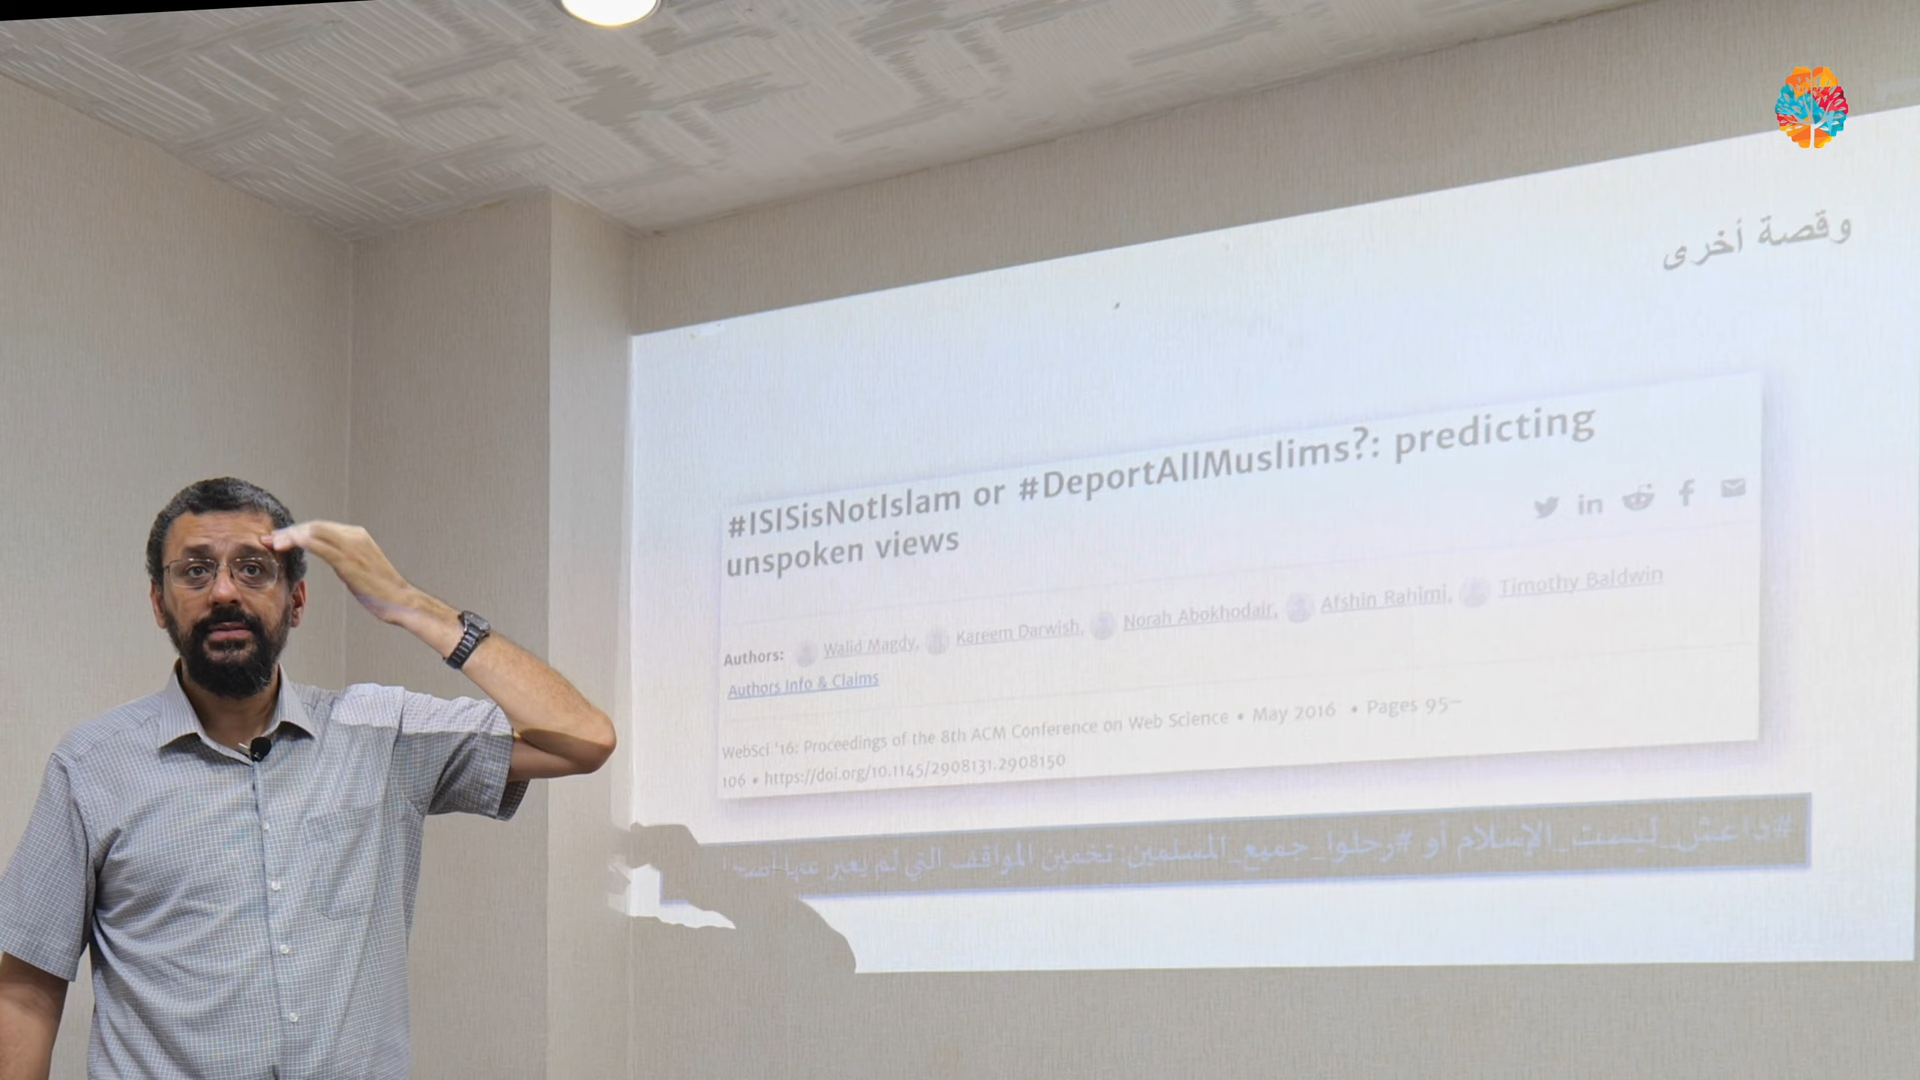 وقصة أخرى
#ISISisNotIslam or #DeportAllMuslims?: predicting
unspoken views
Authors: Walid Magdy, Kareem Darwish, Norah Abokhodair, Afshin Rahimi, Timothy Baldwin
Authors Info & Claims
WebSci '16: Proceedings of the 8th ACM Conference on Web Science • May 2016 • Pages 95–
106 • https://doi.org/10.1145/2908131.2908150
#داعش_ليست_الإسلام أو #رحلوا_جميع_المسلمين: تخمين المواقف التي لم يعبر عنها